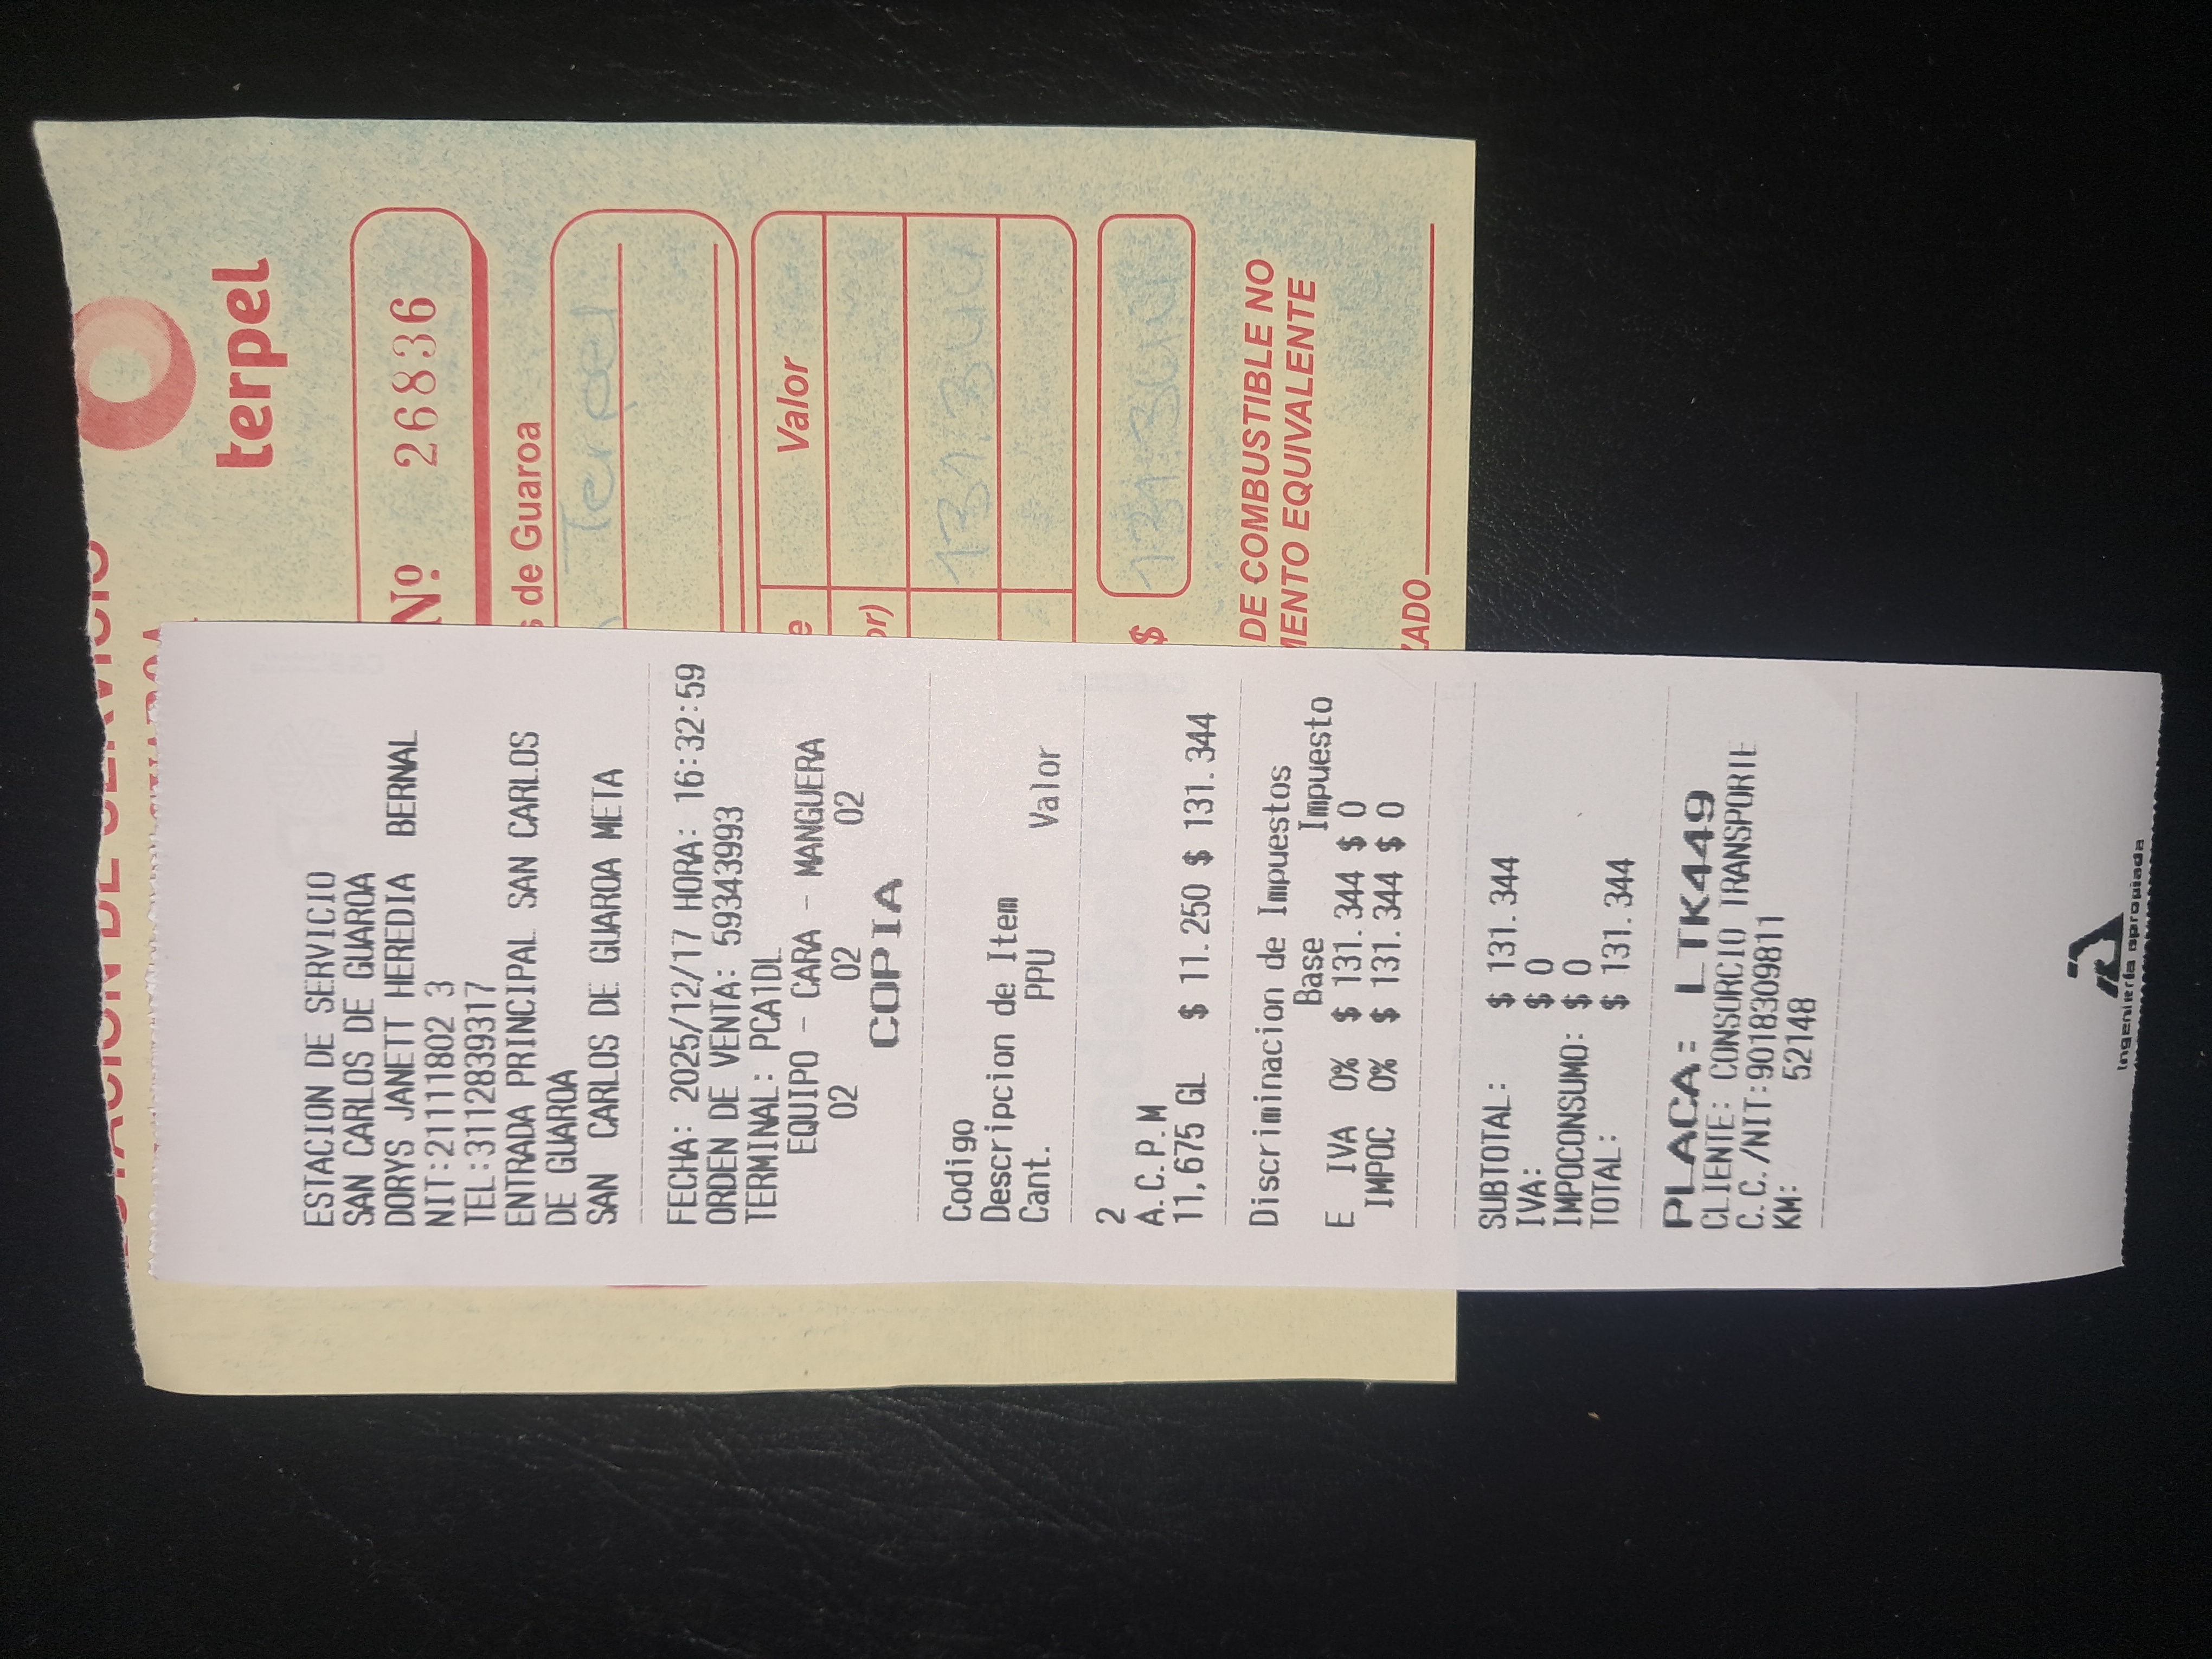 terpel
Nº 26836
s de Guaroa
Terpel
Valor
or)
$
DE COMBUSTIBLE NO
MENTO EQUIVALENTE
ZADO
ESTACION DE SERVICIO
SAN CARLOS DE GUAROA
DORYS JANETT HEREDIA BERNAL
NIT:21111802 3
TEL:3112839317
ENTRADA PRINCIPAL SAN CARLOS
DE GUAROA
SAN CARLOS DE GUAROA META
FECHA: 2025/12/17 HORA: 16:32:59
ORDEN DE VENTA: 59343993
TERMINAL: PCA1DL
EQUIPO - CARA - MANGUERA
02 02 02
COPIA
Codigo
Descripcion de Item
Cant. PPU Valor
2
A.C.P.M
11,675 GL $ 11.250 $ 131.344
Discriminacion de Impuestos
Base Impuesto
E IVA 0% $ 131.344 $ 0
IMPOC 0% $ 131.344 $ 0
SUBTOTAL: $ 131.344
IVA: $ 0
IMPOCONSUMO: $ 0
TOTAL: $ 131.344
PLACA: LTK449
CLIENTE: CONSORCIO TRANSPORTE
C.C./NIT:9018309811
KM: 52148
Ingeniería apropiada